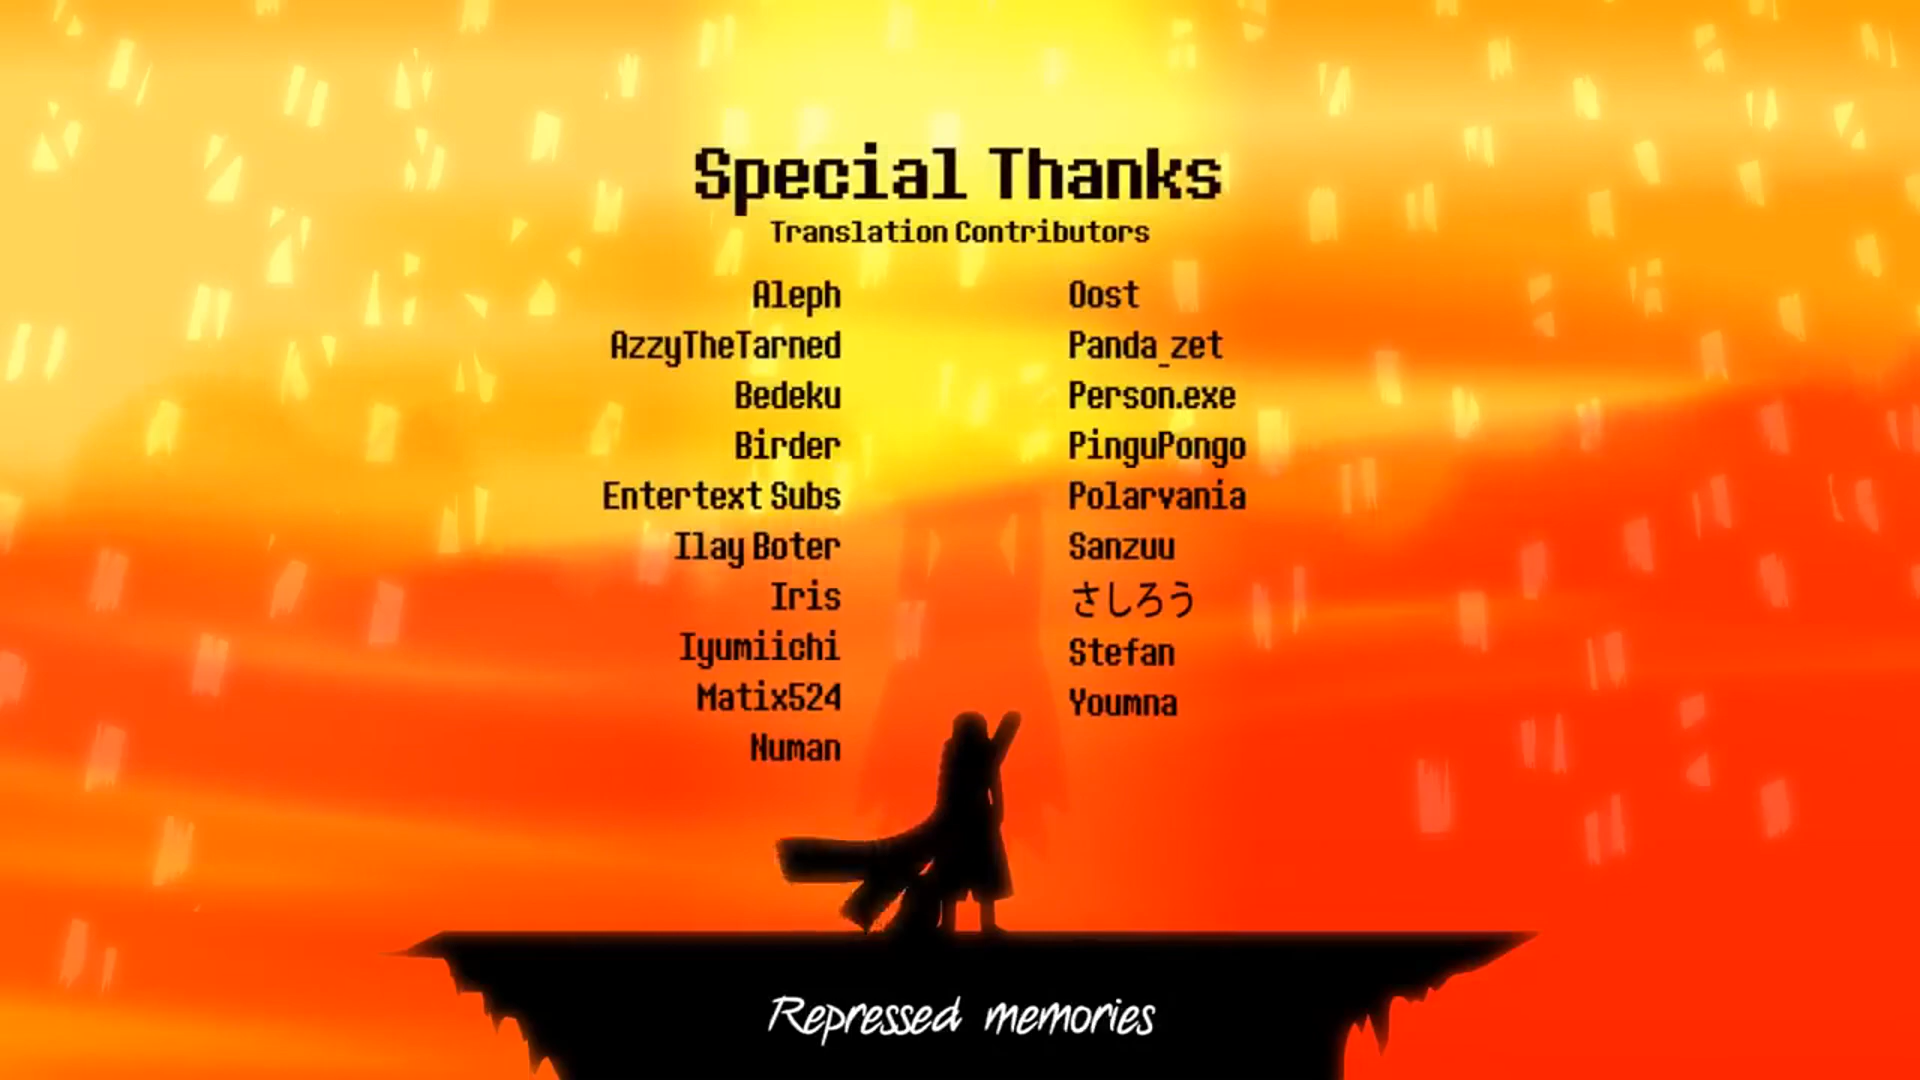 Special Thanks
Translation Contributors
Aleph
AzzyTheTarned
Bedeku
Birder
Entertext Subs
Ilay Boter
Iris
Iyumiichi
Matix524
Numan
Oost
Panda_zet
Person.exe
PinguPongo
Polarvania
Sanzuu
さしろう
Stefan
Youmna
Repressed memories